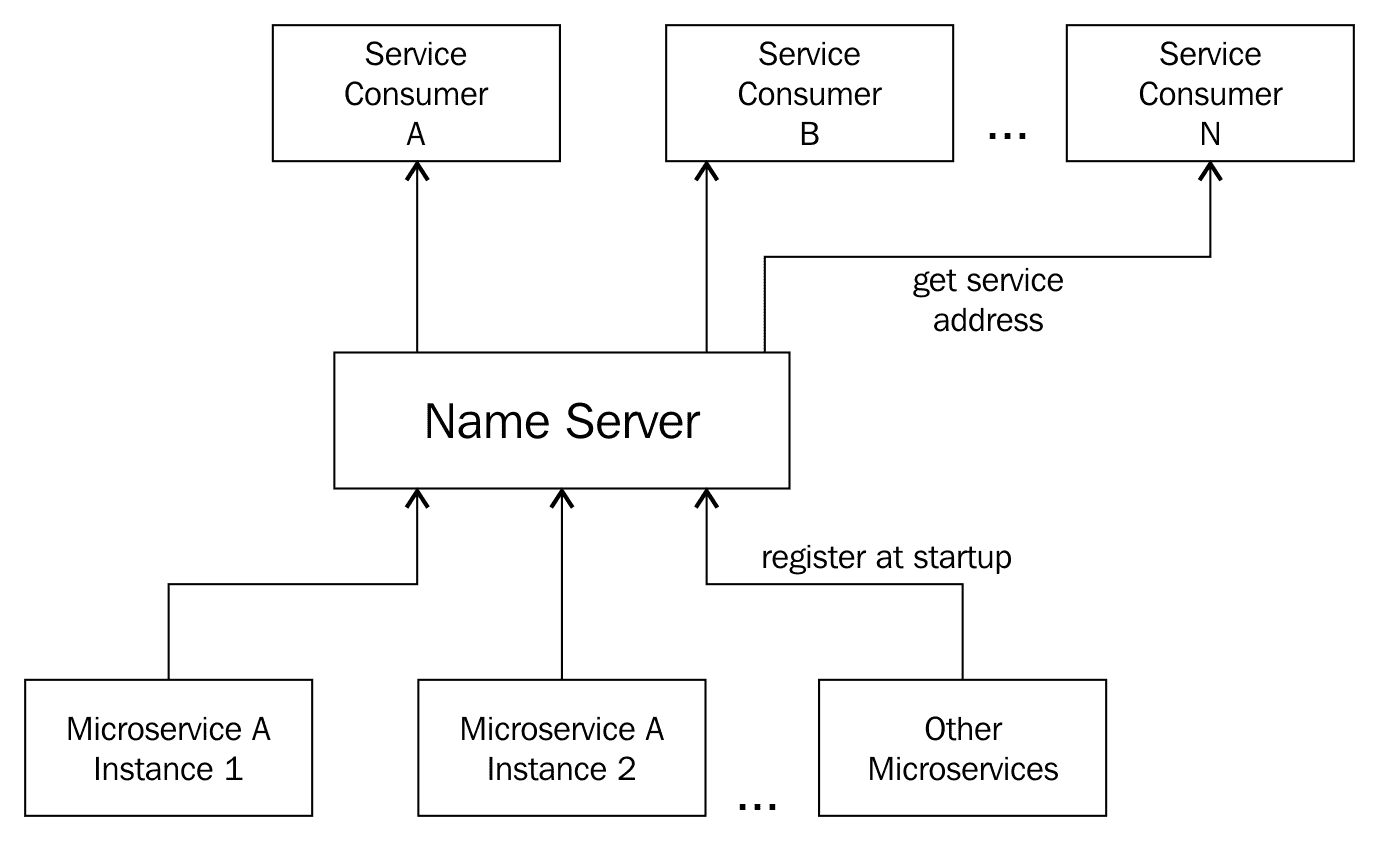 Service
Consumer
A
Service
Consumer
B
...
Service
Consumer
N
get service
address
Name Server
register at startup
Microservice A
Instance 1
Microservice A
Instance 2
...
Other
Microservices